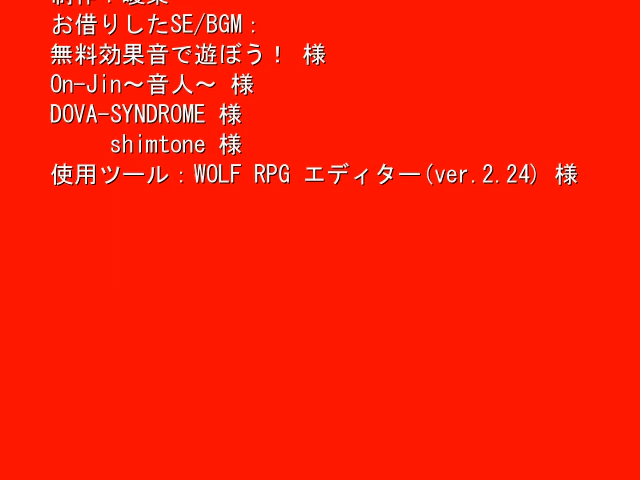 お借りしたSE/BGM：
無料効果音で遊ぼう！ 様
On-Jin～音人～ 様
DOVA-SYNDROME 様
shimtone 様
使用ツール：WOLF RPG エディター(ver.2.24) 様